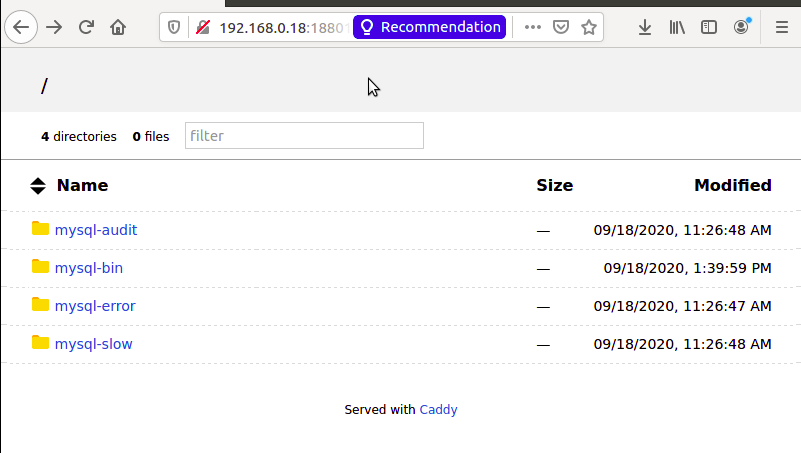 192.168.0.18:18801 Recommendation
/
4 directories 0 files filter
Name Size Modified
mysql-audit — 09/18/2020, 11:26:48 AM
mysql-bin — 09/18/2020, 1:39:59 PM
mysql-error — 09/18/2020, 11:26:47 AM
mysql-slow — 09/18/2020, 11:26:48 AM
Served with Caddy